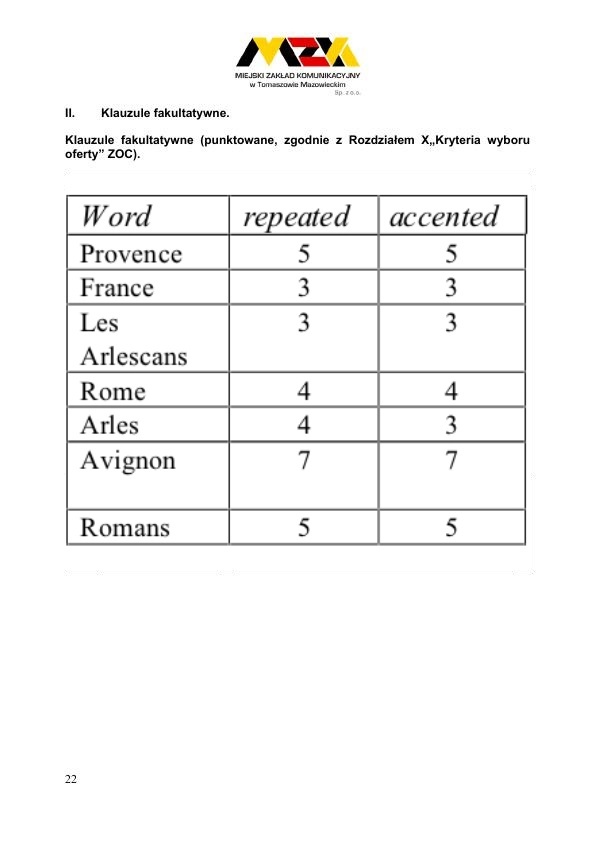 MZK
MIEJSKI ZAKŁAD KOMUNIKACYJNY
w Tomaszowie Mazowieckim
Sp. z o.o.
II. Klauzule fakultatywne.
Klauzule fakultatywne (punktowane, zgodnie z Rozdziałem X„Kryteria wyboru
oferty” ZOC).
Word repeated accented
Provence 5 5
France 3 3
Les 3 3
Arlescans
Rome 4 4
Arles 4 3
Avignon 7 7
Romans 5 5
22